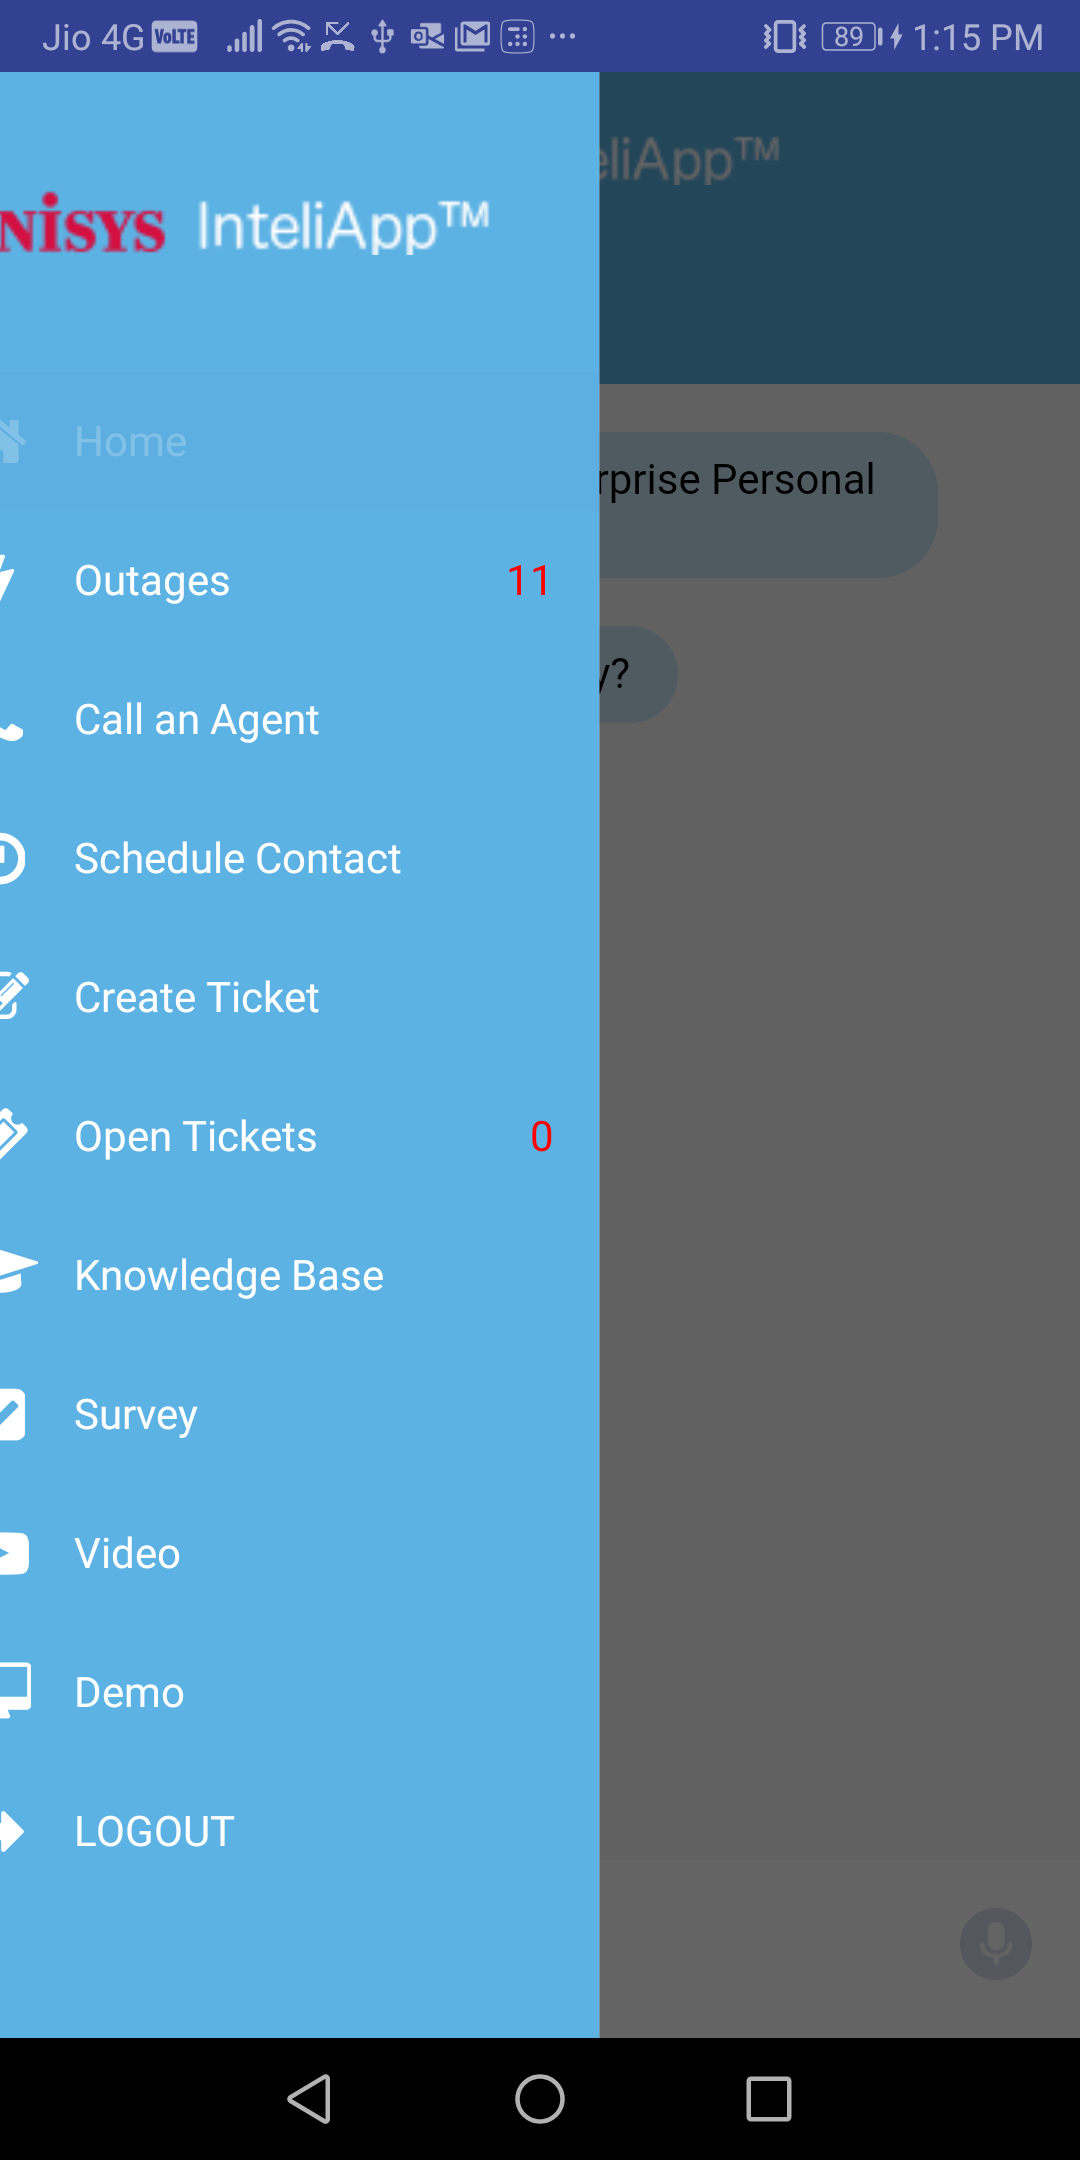 Jio 4G VoLTE 89 1:15 PM
eliApp™
NISYS InteliApp™
Home
rprise Personal
Outages 11
y?
Call an Agent
Schedule Contact
Create Ticket
Open Tickets 0
Knowledge Base
Survey
Video
Demo
LOGOUT